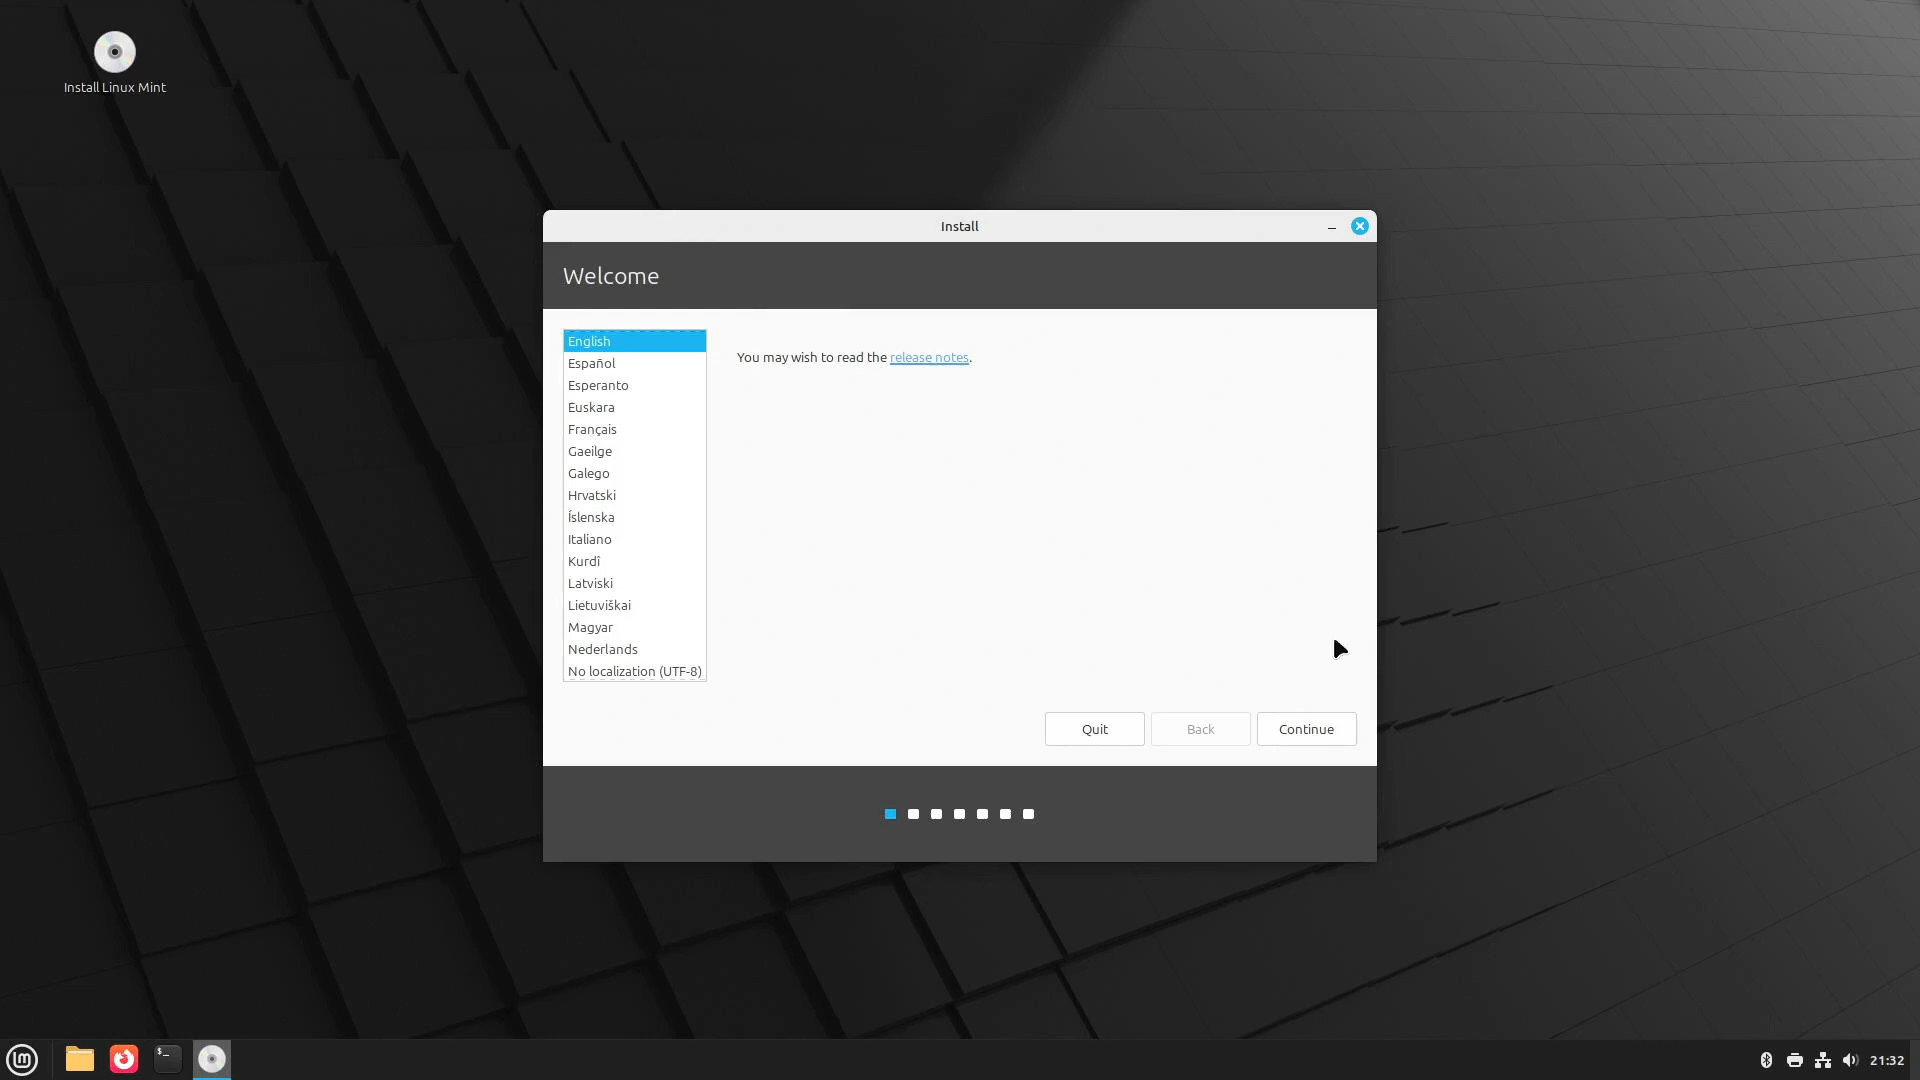 Install Linux Mint
Install
Welcome
English
Español
Esperanto
Euskara
Français
Gaeilge
Galego
Hrvatski
Íslenska
Italiano
Kurdî
Latviski
Lietuviškai
Magyar
Nederlands
No localization (UTF-8)
You may wish to read the release notes.
Quit
Back
Continue
21:32